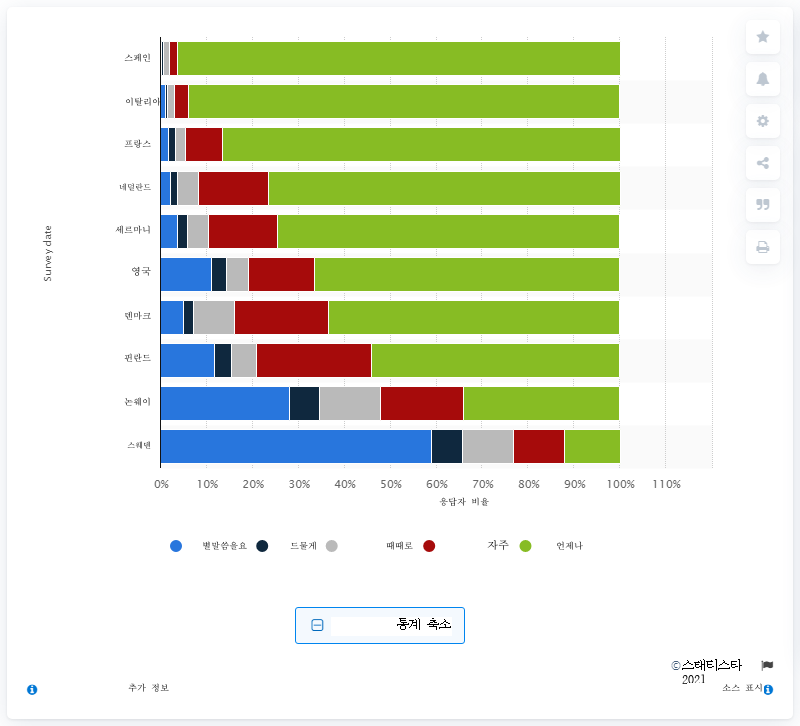 스페인
이탈리아
프랑스
네덜란드
세르마니
영국
덴마크
핀란드
논웨이
스웨덴
Survey date
0% 10% 20% 30% 40% 50% 60% 70% 80% 90% 100% 110%
응답자 비율
별말씀을요 드물게 때때로 자주 언제나
통계 축소
©스태티스타
2021
추가 정보 소스 표시